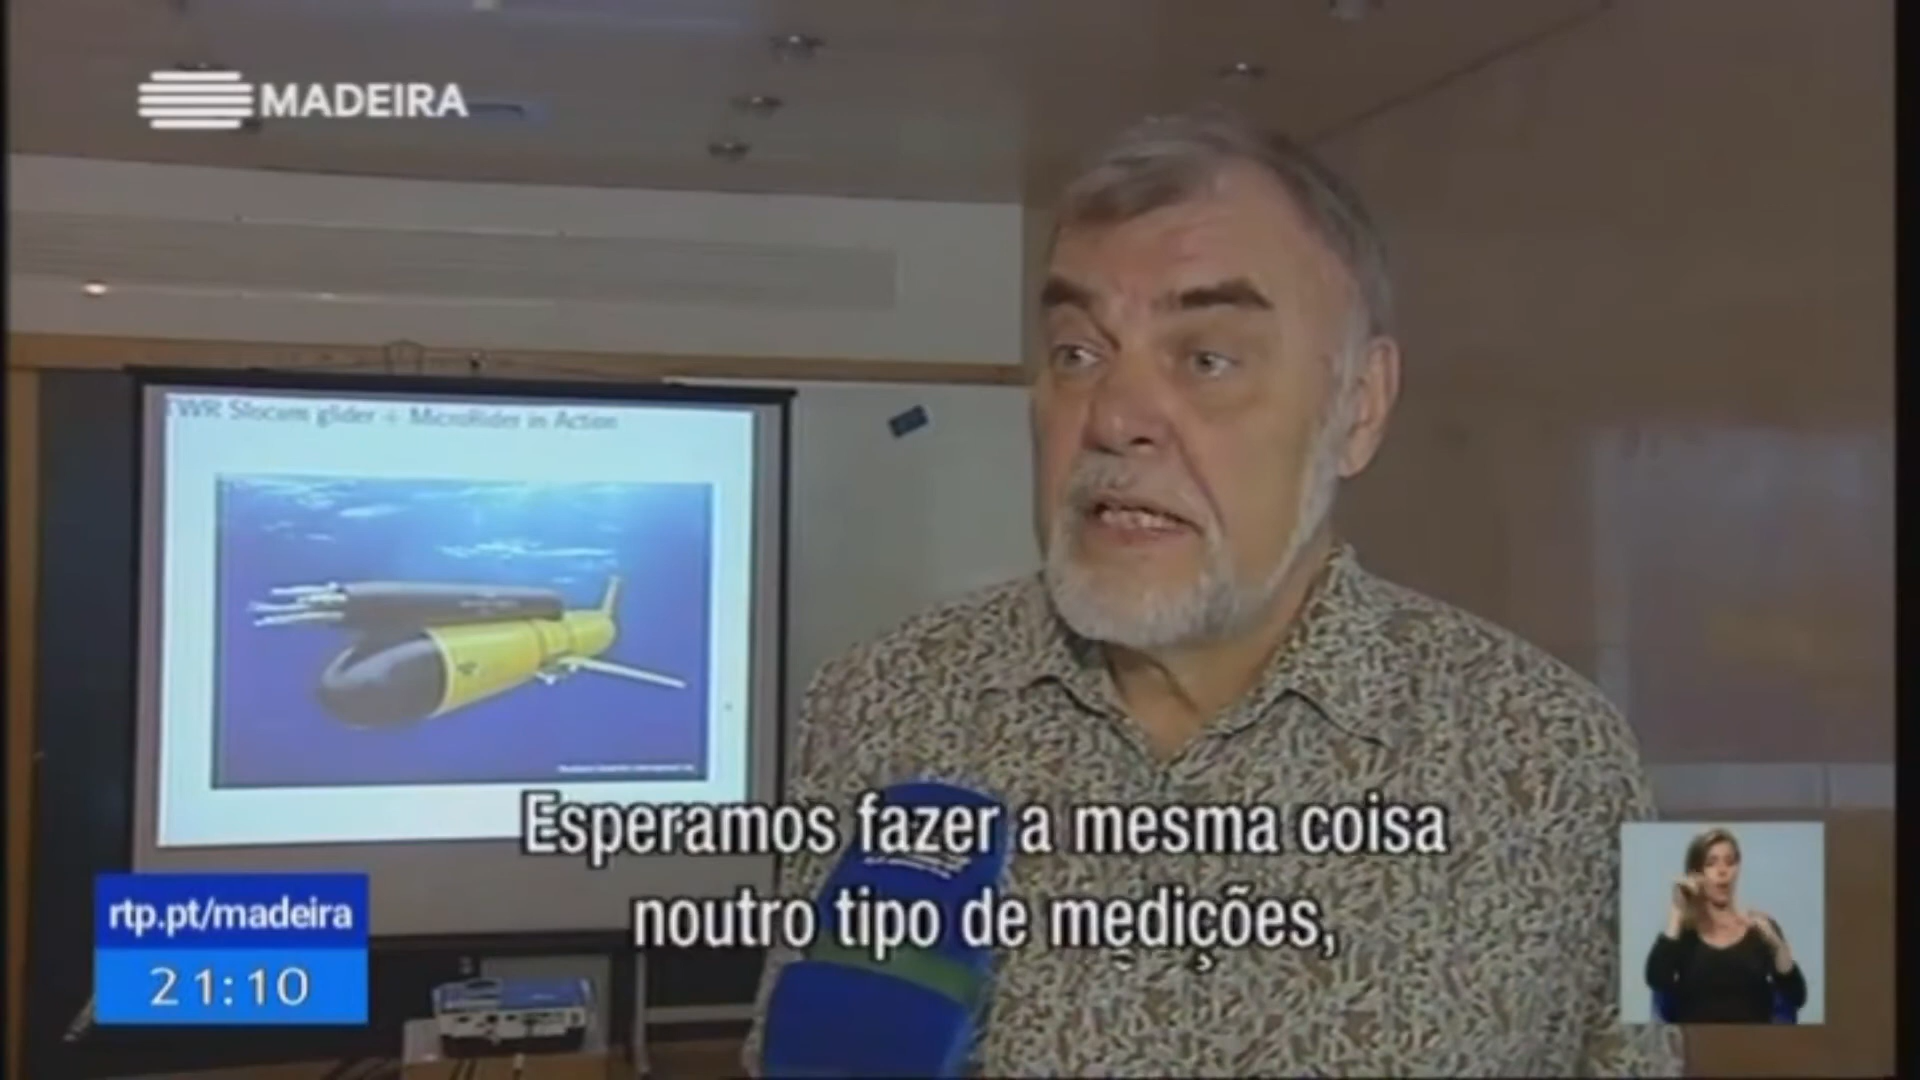 MADEIRA
TWR Slocum glider + MicroRider in Action
Esperamos fazer a mesma coisa
noutro tipo de medições,
rtp.pt/madeira
21:10